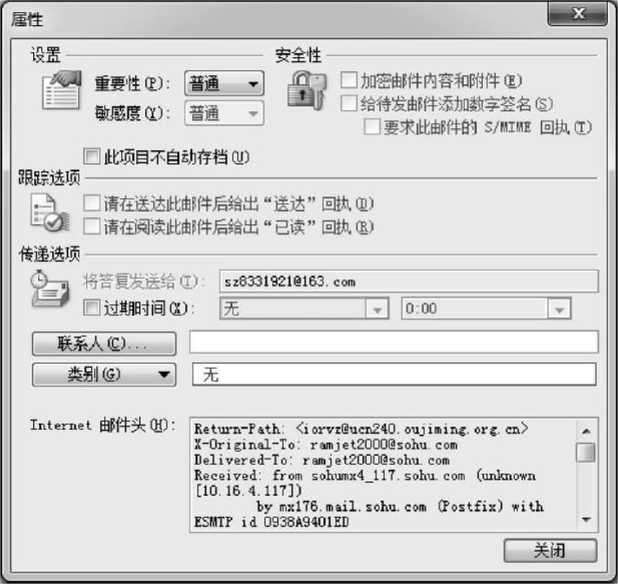 属性
设置
安全性
重要性(P): 普通
加密邮件内容和附件(E)
敏感度(Y): 普通
给待发邮件添加数字签名(S)
要求此邮件的 S/MIME 回执(T)
此项目不自动存档(U)
跟踪选项
请在送达此邮件后给出“送达”回执(D)
请在阅读此邮件后给出“已读”回执(R)
传递选项
将答复发送给(I): sz8331921@163.com
过期时间(X): 无 0:00
联系人(C)...
类别(G) 无
Internet 邮件头(H):
Return-Path: <iorvz@ucn240.oujiming.org.cn>
X-Original-To: ramjet2000@sohu.com
Delivered-To: ramjet2000@sohu.com
Received: from sohumx4_117.sohu.com (unknown
[10.16.4.117])
by mx176.mail.sohu.com (Postfix) with
ESMTP id 0938A9401ED
关闭